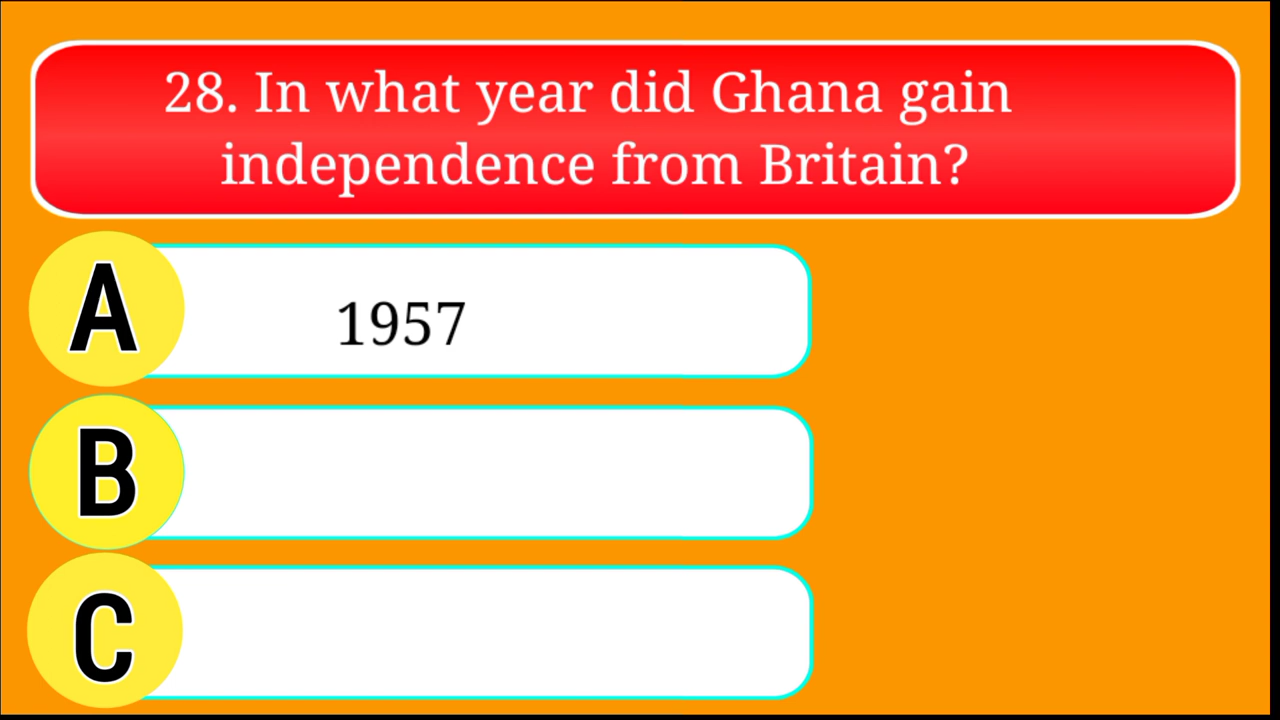 28. In what year did Ghana gain
independence from Britain?
A
1957
B
C